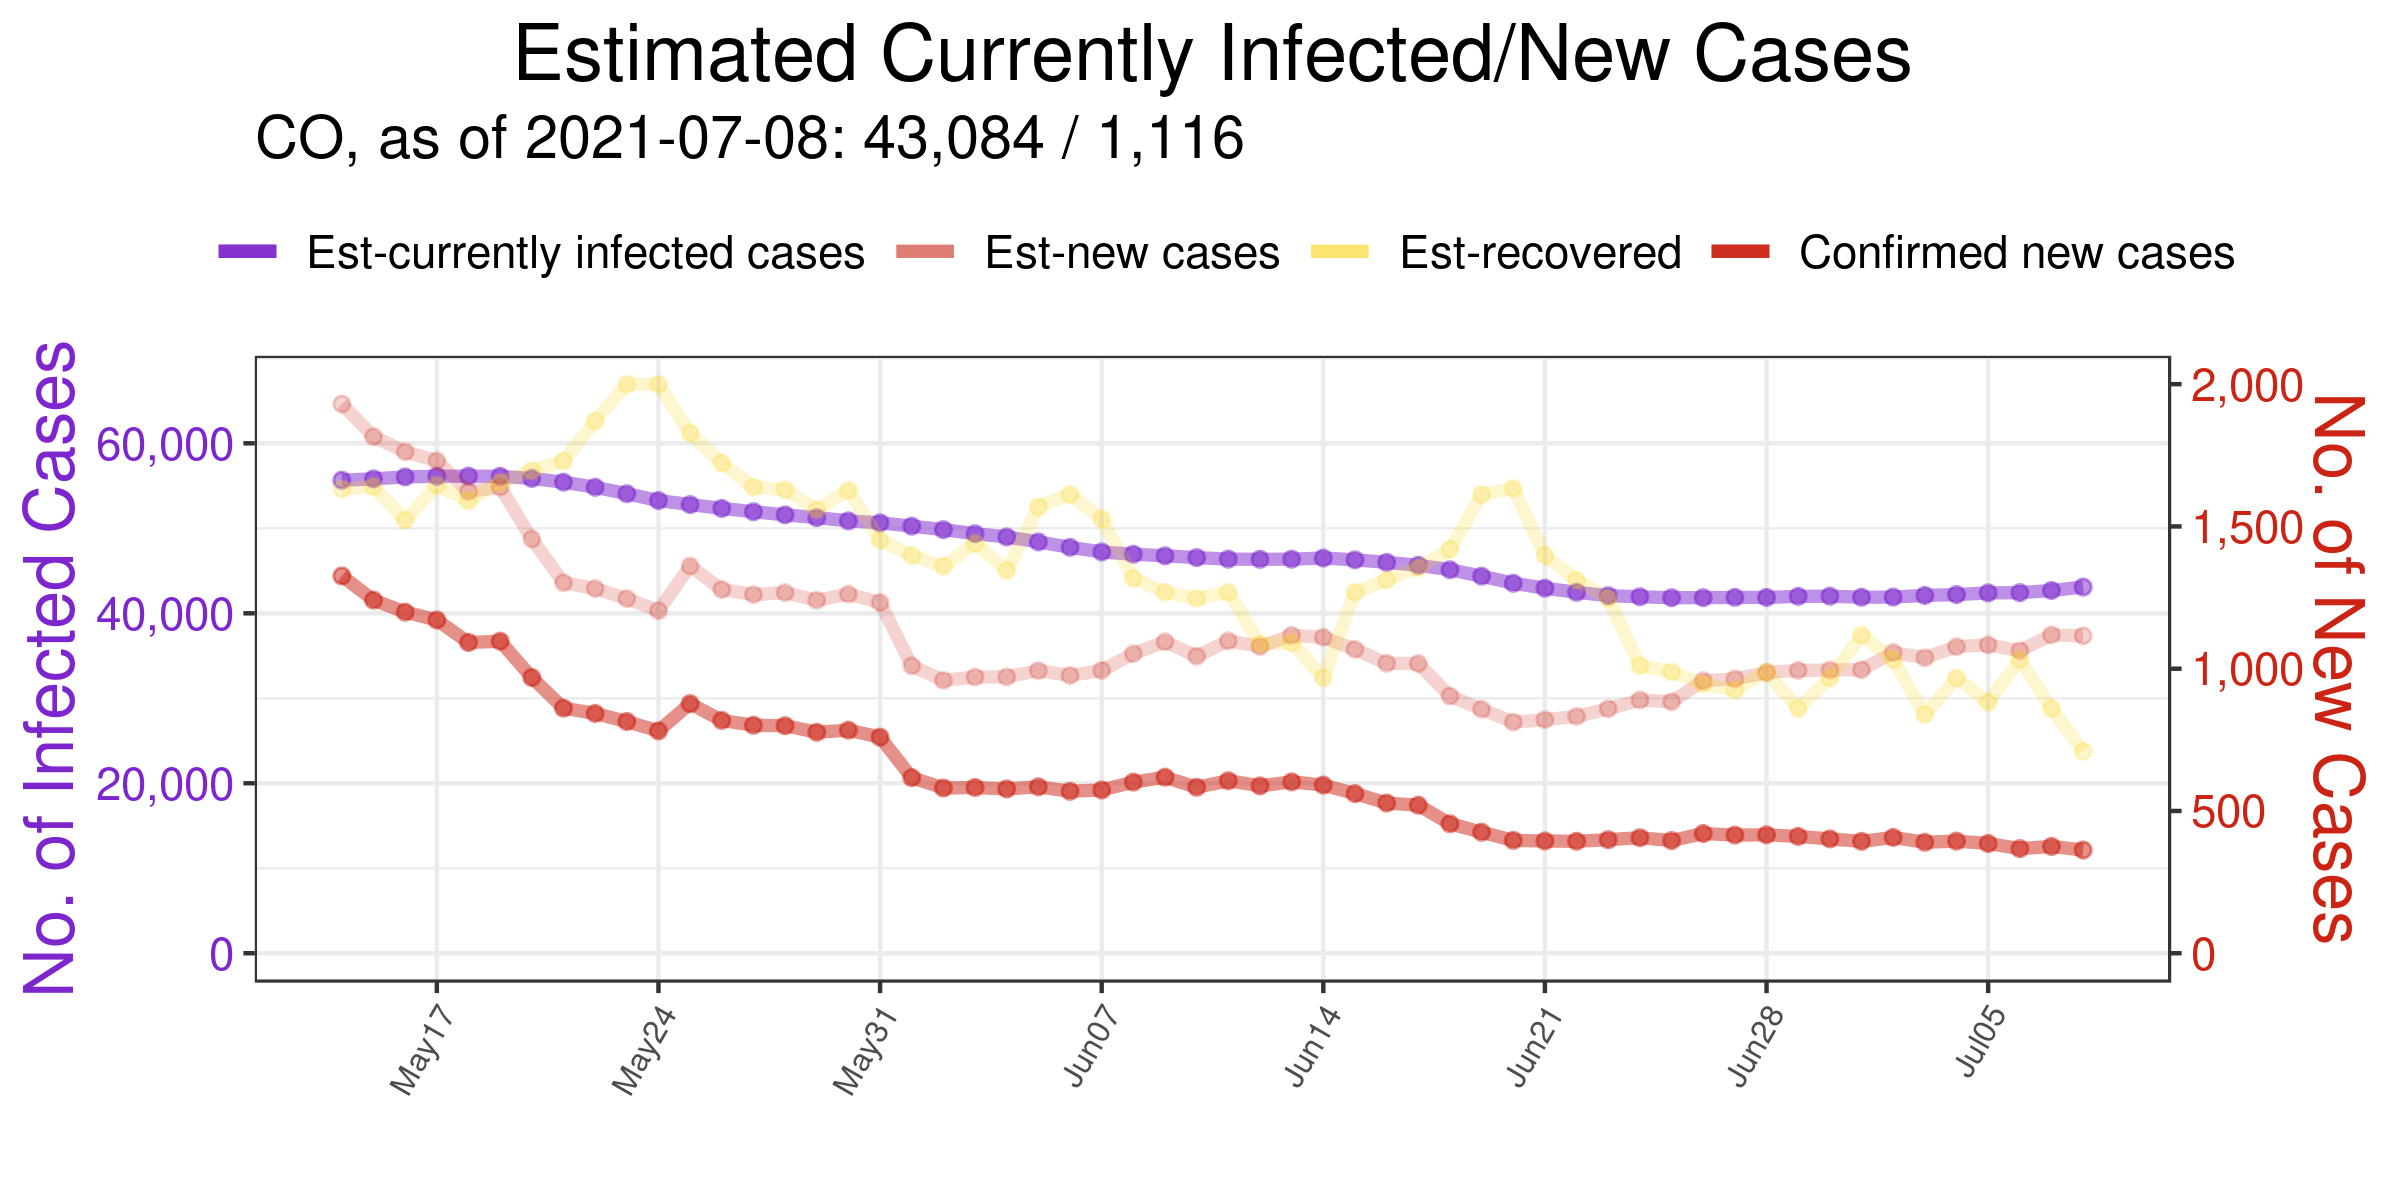 Estimated Currently Infected/New Cases
CO, as of 2021-07-08: 43,084 / 1,116
Est-currently infected cases Est-new cases Est-recovered Confirmed new cases
No. of Infected Cases
60,000
40,000
20,000
0
2,000
1,500
1,000
500
0
No. of New Cases
May17 May24 May31 Jun07 Jun14 Jun21 Jun28 Jul05